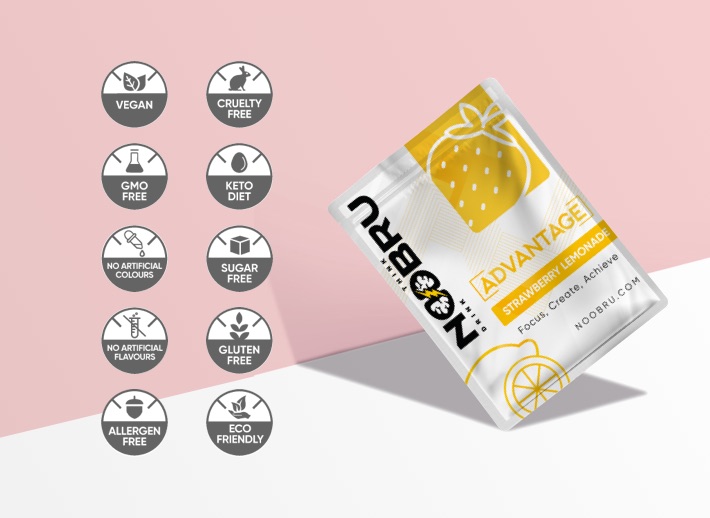 VEGAN
CRUELTY
FREE
GMO
FREE
KETO
DIET
NO ARTIFICIAL
COLOURS
SUGAR
FREE
NO ARTIFICIAL
FLAVOURS
GLUTEN
FREE
ALLERGEN
FREE
ECO
FRIENDLY
NOOBRU
THINK
DRINK
ADVANTAGE
STRAWBERRY LEMONADE
Focus, Create, Achieve
NOOBRU.COM